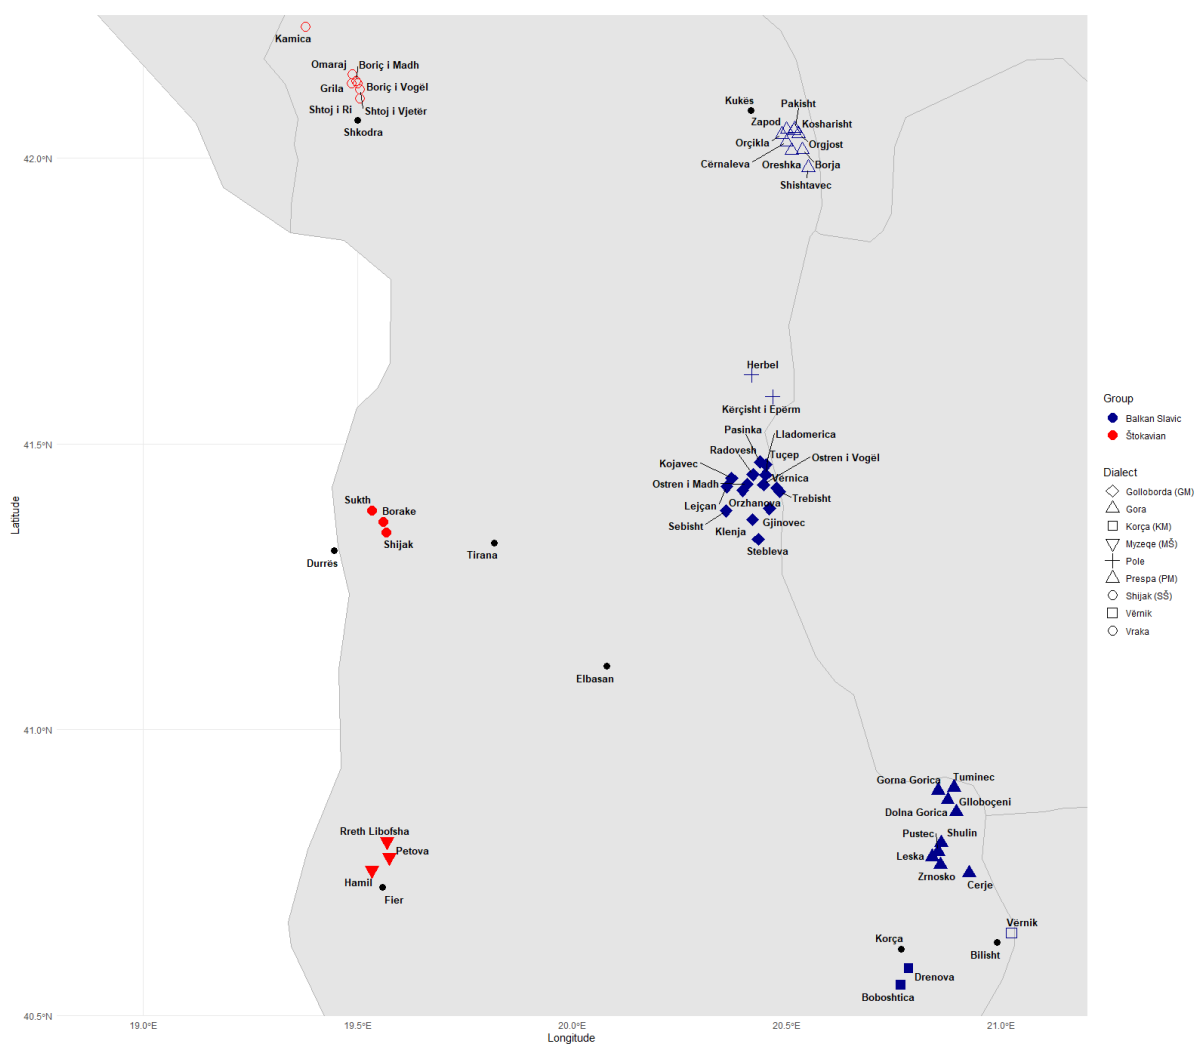 Kamica
Omaraj
Boriç i Madh
Grila
Boriç i Vogël
Shtoj i Ri
Shtoj i Vjetër
Shkodra
Kukës
Pakisht
Zapod
Kosharisht
Orçikla
Orgjost
Cërnaleva
Oreshka
Borja
Shishtavec
42.0°N
Herbel
Kërçisht i Epërm
Pasinka
Lladomerica
41.5°N
Radovesh
Tuçep
Ostren i Vogël
Kojavec
Vërnica
Ostren i Madh
Trebisht
Lejçan
Orzhanova
Sebisht
Gjinovec
Klenja
Stebleva
Sukth
Borake
Shijak
Durrës
Tirana
Elbasan
41.0°N
Gorna Gorica
Tuminec
Glloboçeni
Dolna Gorica
Pustec
Shulin
Leska
Zrnosko
Cerje
Rreth Libofsha
Petova
Hamil
Fier
Vërnik
Korça
Bilisht
Drenova
Boboshtica
40.5°N
19.0°E
19.5°E
20.0°E
20.5°E
21.0°E
Longitude
Latitude
Group
Balkan Slavic
Štokavian
Dialect
Golloborda (GM)
Gora
Korça (KM)
Myzeqe (MŠ)
Pole
Prespa (PM)
Shijak (SŠ)
Vërnik
Vraka